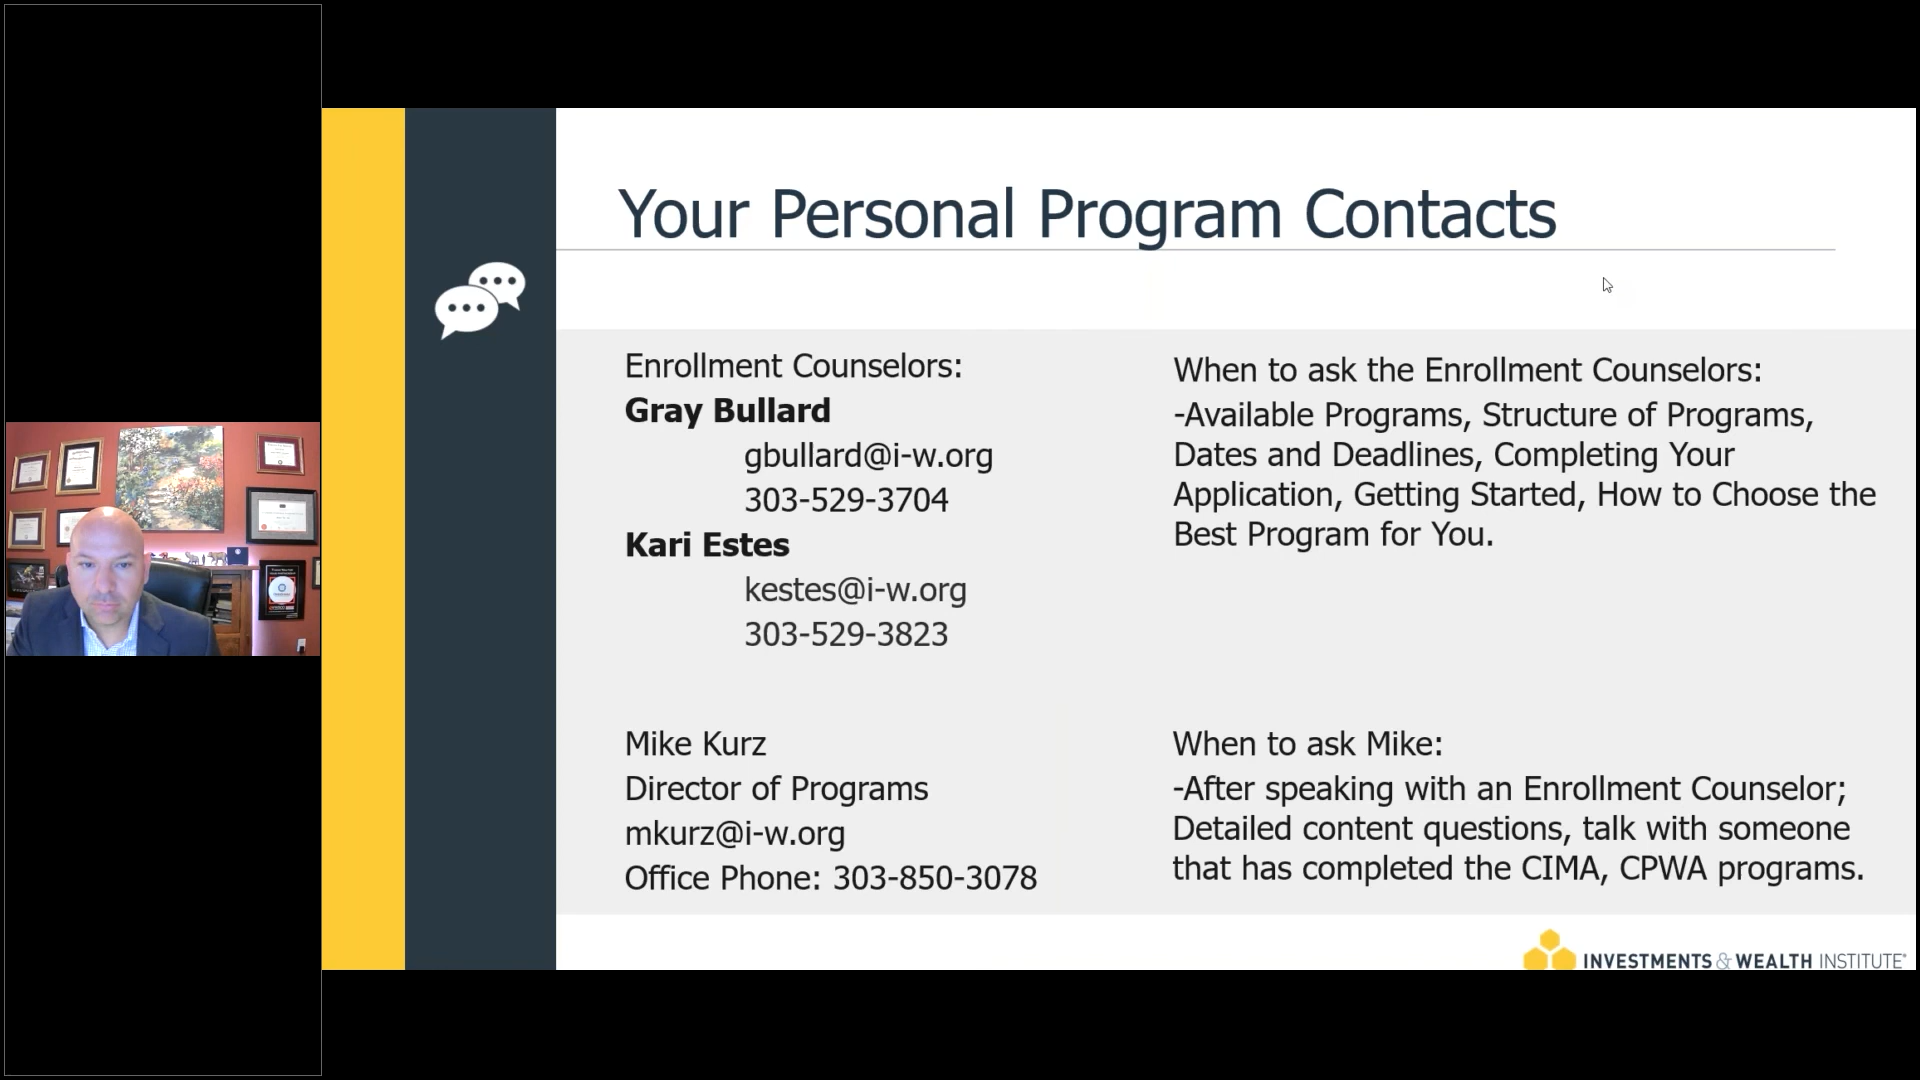 Your Personal Program Contacts
Enrollment Counselors:
Gray Bullard
gbullard@i-w.org
303-529-3704
Kari Estes
kestes@i-w.org
303-529-3823
Mike Kurz
Director of Programs
mkurz@i-w.org
Office Phone: 303-850-3078
When to ask the Enrollment Counselors:
-Available Programs, Structure of Programs,
Dates and Deadlines, Completing Your
Application, Getting Started, How to Choose the
Best Program for You.
When to ask Mike:
-After speaking with an Enrollment Counselor;
Detailed content questions, talk with someone
that has completed the CIMA, CPWA programs.
INVESTMENTS & WEALTH INSTITUTE®